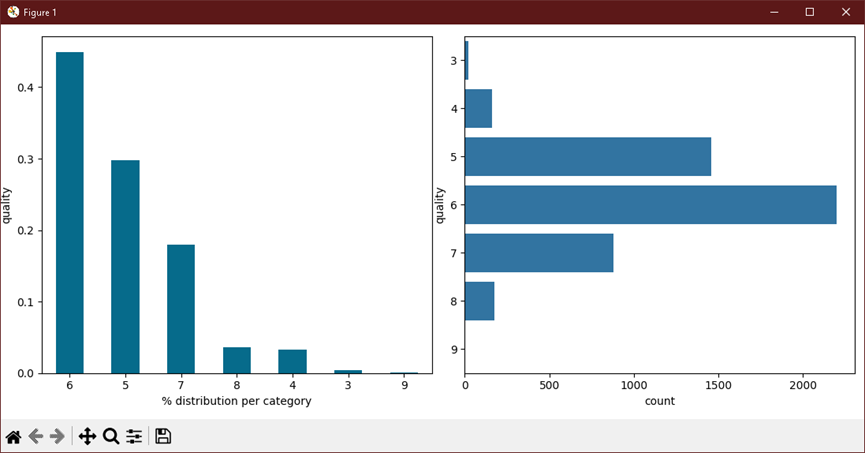 Figure 1
0.4
0.3
0.2
0.1
0.0
quality
6 5 7 8 4 3 9
% distribution per category
3
4
5
6
7
8
9
quality
0 500 1000 1500 2000
count